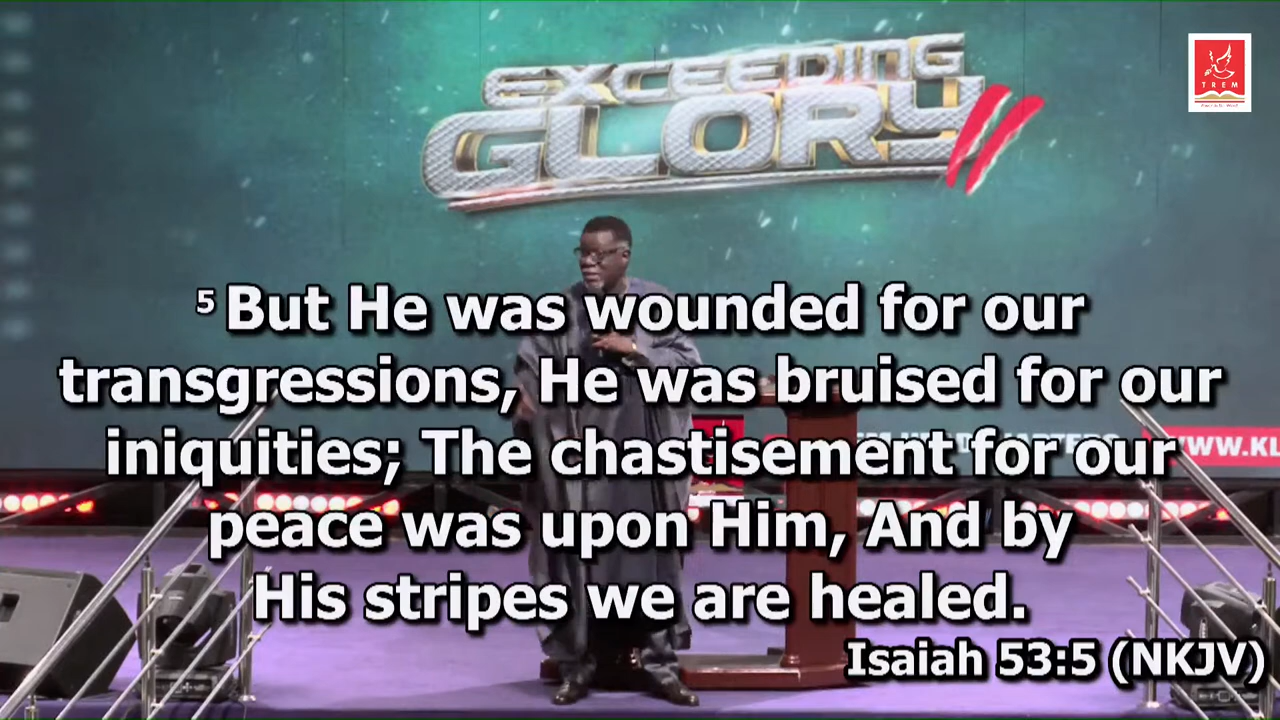 EXCEEDING
GLORY
TREM
5 But He was wounded for our
transgressions, He was bruised for our
iniquities; The chastisement for our
WWW.KL
peace was upon Him, And by
His stripes we are healed.
Isaiah 53:5 (NKJV)